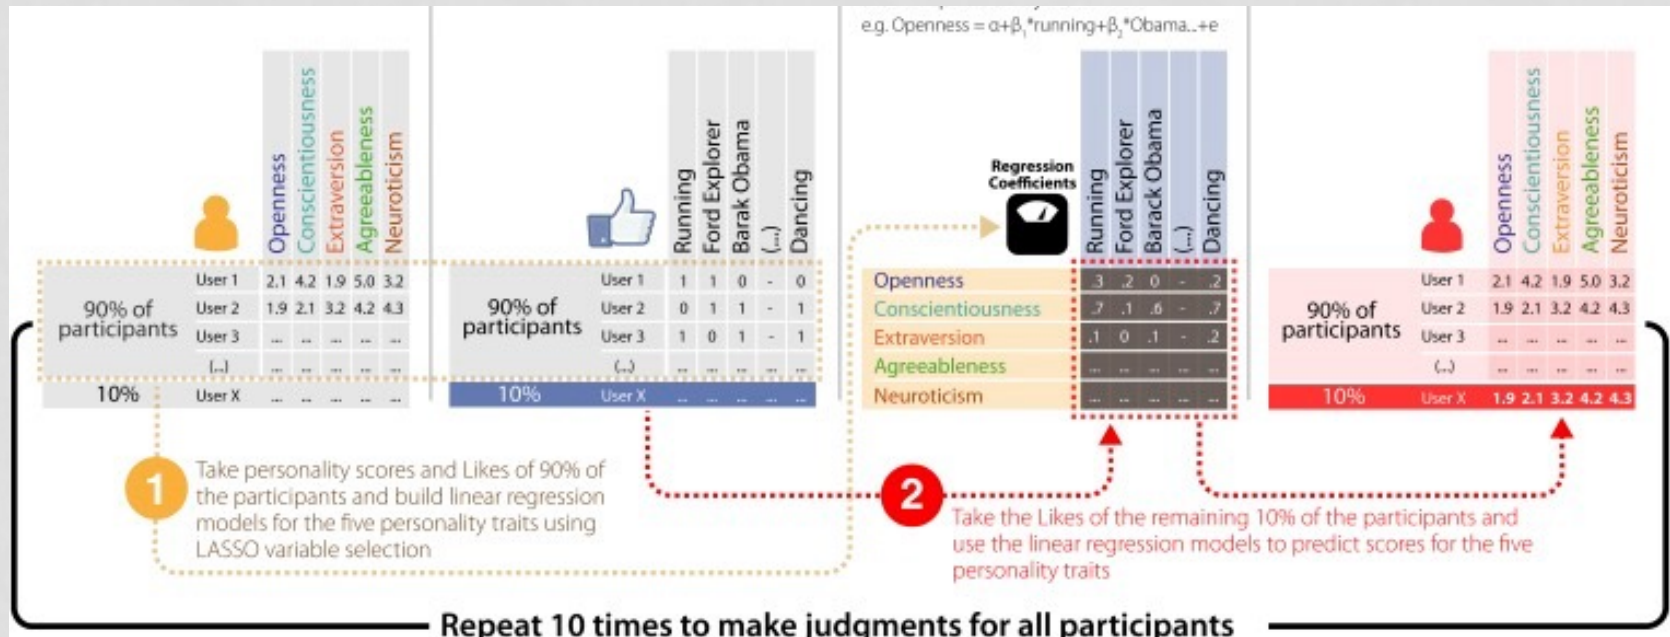 e.g. Openness = α+β1*running+β2*Obama...+e
Openness
Conscientiousness
Extraversion
Agreeableness
Neuroticism
90% of participants
User 1 2.1 4.2 1.9 5.0 3.2
User 2 1.9 2.1 3.2 4.2 4.3
User 3 ... ... ... ... ...
(...) ... ... ... ... ...
10% User X ... ... ... ... ...
Running
Ford Explorer
Barak Obama
(...)
Dancing
90% of participants
User 1 1 1 0 - 0
User 2 0 1 1 - 1
User 3 1 0 1 - 1
(...) ... ... ... ... ...
10% User X ... ... ... ... ...
Regression
Coefficients
Running
Ford Explorer
Barack Obama
(...)
Dancing
Openness .3 .2 0 - .2
Conscientiousness .7 .1 .6 - .7
Extraversion .1 0 .1 - .2
Agreeableness ... ... ... ... ...
Neuroticism ... ... ... ... ...
Openness
Conscientiousness
Extraversion
Agreeableness
Neuroticism
90% of participants
User 1 2.1 4.2 1.9 5.0 3.2
User 2 1.9 2.1 3.2 4.2 4.3
User 3 ... ... ... ... ...
(...) ... ... ... ... ...
10% User X 1.9 2.1 3.2 4.2 4.3
1
Take personality scores and Likes of 90% of
the participants and build linear regression
models for the five personality traits using
LASSO variable selection
2
Take the Likes of the remaining 10% of the participants and
use the linear regression models to predict scores for the five
personality traits
Repeat 10 times to make judgments for all participants